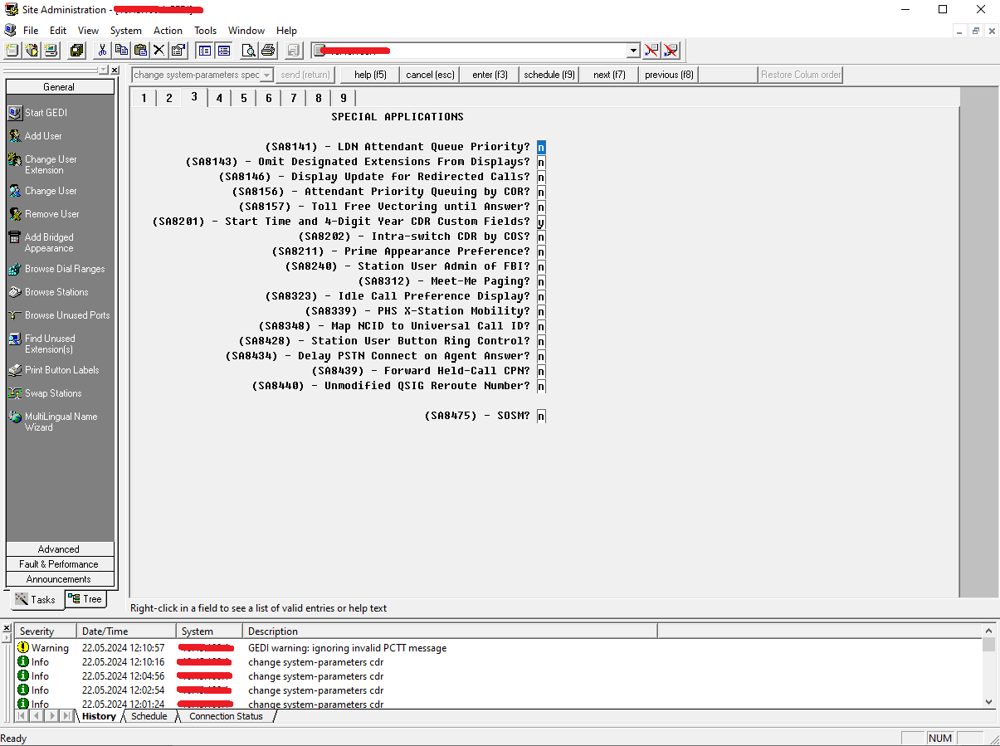 Site Administration -
File Edit View System Action Tools Window Help
change system-parameters spec send (return) help (f5) cancel (esc) enter (f3) schedule (f9) next (f7) previous (f8) Restore Colum order
General
Start GEDI
Add User
Change User
Extension
Change User
Remove User
Add Bridged
Appearance
Browse Dial Ranges
Browse Stations
Browse Unused Ports
Find Unused
Extension(s)
Print Button Labels
Swap Stations
MultiLingual Name
Wizard
Advanced
Fault & Performance
Announcements
Tasks Tree
1 2 3 4 5 6 7 8 9
SPECIAL APPLICATIONS
(SA8141) - LDN Attendant Queue Priority? n
(SA8143) - Omit Designated Extensions From Displays? n
(SA8146) - Display Update for Redirected Calls? n
(SA8156) - Attendant Priority Queuing by COR? n
(SA8157) - Toll Free Vectoring until Answer? n
(SA8201) - Start Time and 4-Digit Year CDR Custom Fields? y
(SA8202) - Intra-switch CDR by COS? n
(SA8211) - Prime Appearance Preference? n
(SA8240) - Station User Admin of FBI? n
(SA8312) - Meet-Me Paging? n
(SA8323) - Idle Call Preference Display? n
(SA8339) - PHS X-Station Mobility? n
(SA8348) - Map NCID to Universal Call ID? n
(SA8428) - Station User Button Ring Control? n
(SA8434) - Delay PSTN Connect on Agent Answer? n
(SA8439) - Forward Held-Call CPN? n
(SA8440) - Unmodified QSIG Reroute Number? n
(SA8475) - SOSM? n
Right-click in a field to see a list of valid entries or help text
Severity Date/Time System Description
Warning 22.05.2024 12:10:57 GEDI warning: ignoring invalid PCTT message
Info 22.05.2024 12:10:16 change system-parameters cdr
Info 22.05.2024 12:04:56 change system-parameters cdr
Info 22.05.2024 12:02:54 change system-parameters cdr
Info 22.05.2024 12:01:24 change system-parameters cdr
History Schedule Connection Status
Ready NUM